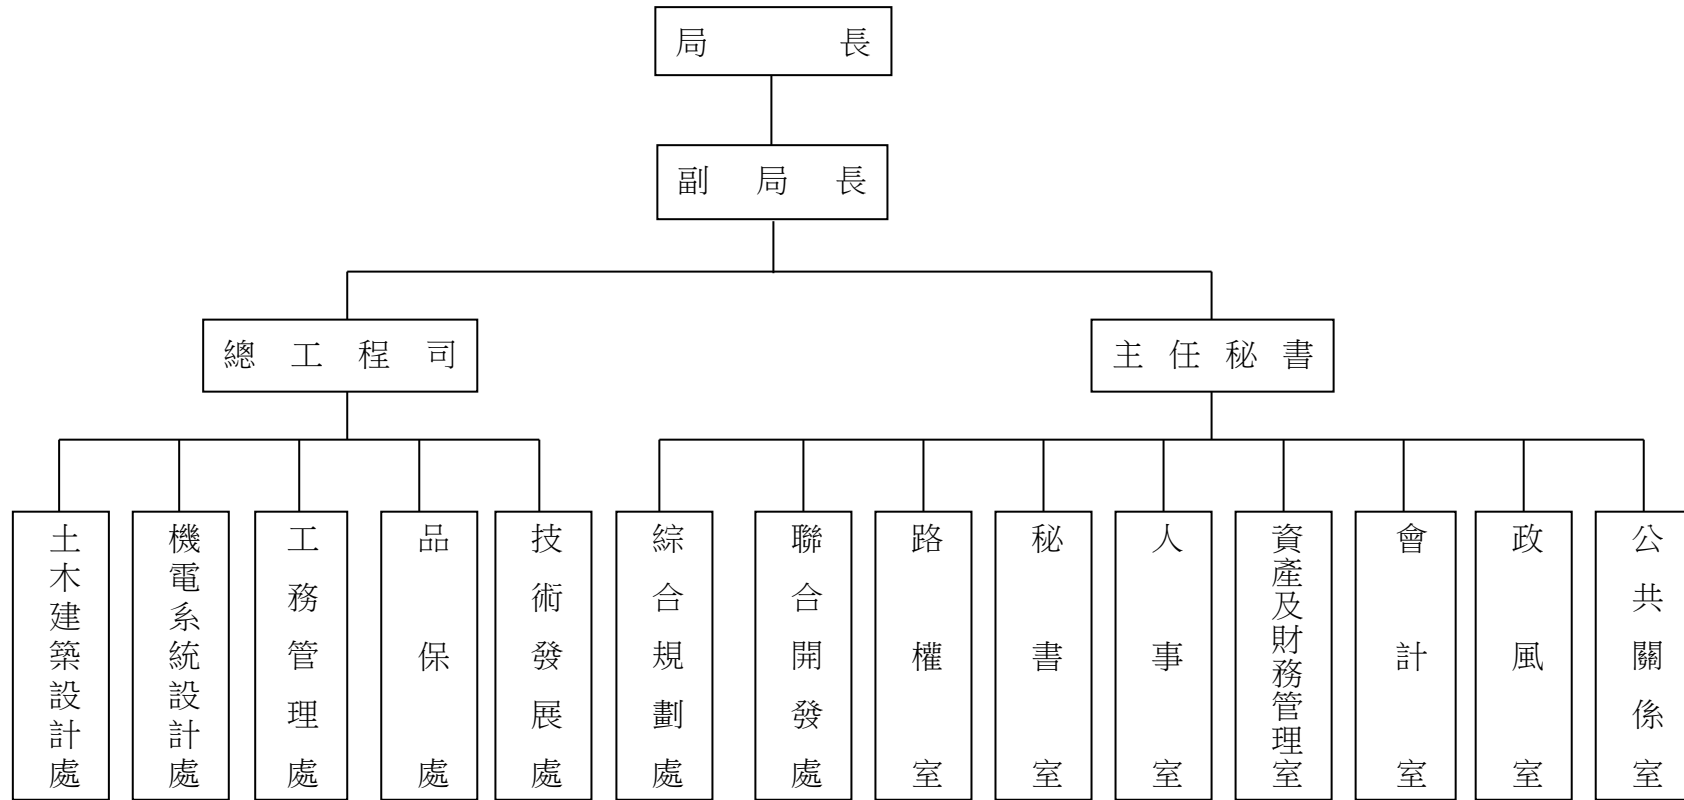 局長
副局長
總工程司
主任秘書
土木建築設計處
機電系統設計處
工務管理處
品保處
技術發展處
綜合規劃處
聯合開發處
路權室
秘書室
人事室
資產及財務管理室
會計室
政風室
公共關係室